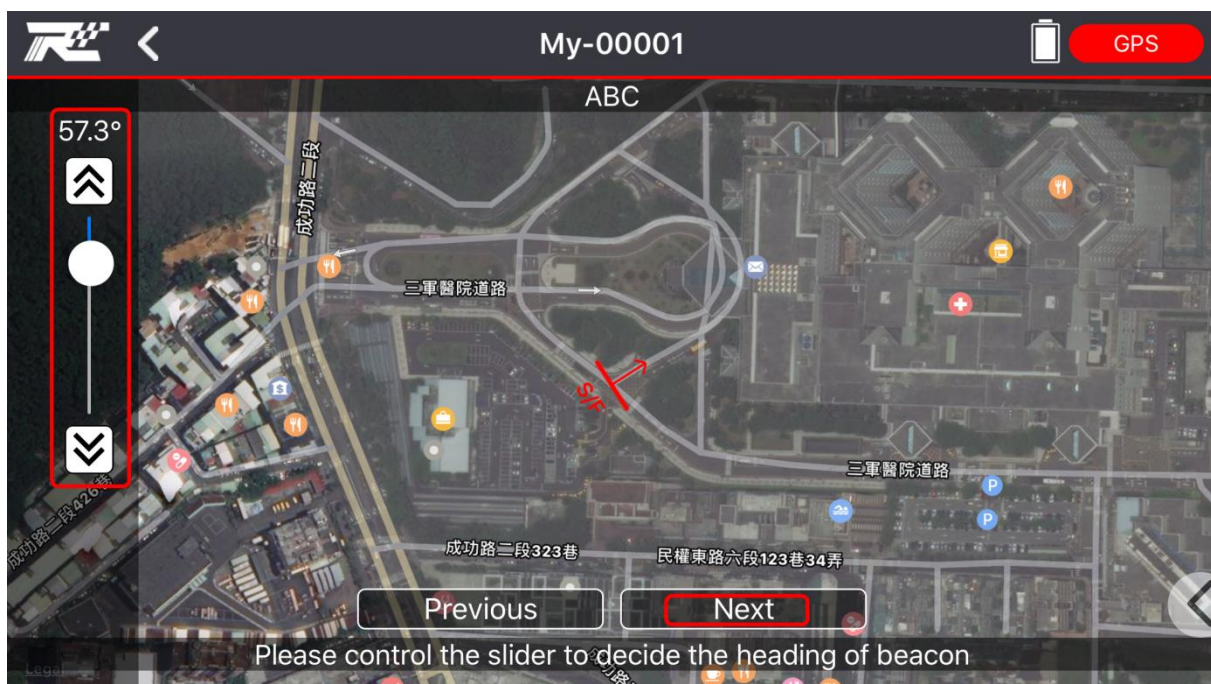 My-00001
GPS
ABC
57.3°
成功路二段
三軍醫院道路
S/F
三軍醫院道路
成功路二段426巷
成功路二段323巷
民權東路六段123巷34弄
P
P
Previous
Next
Please control the slider to decide the heading of beacon
Legal